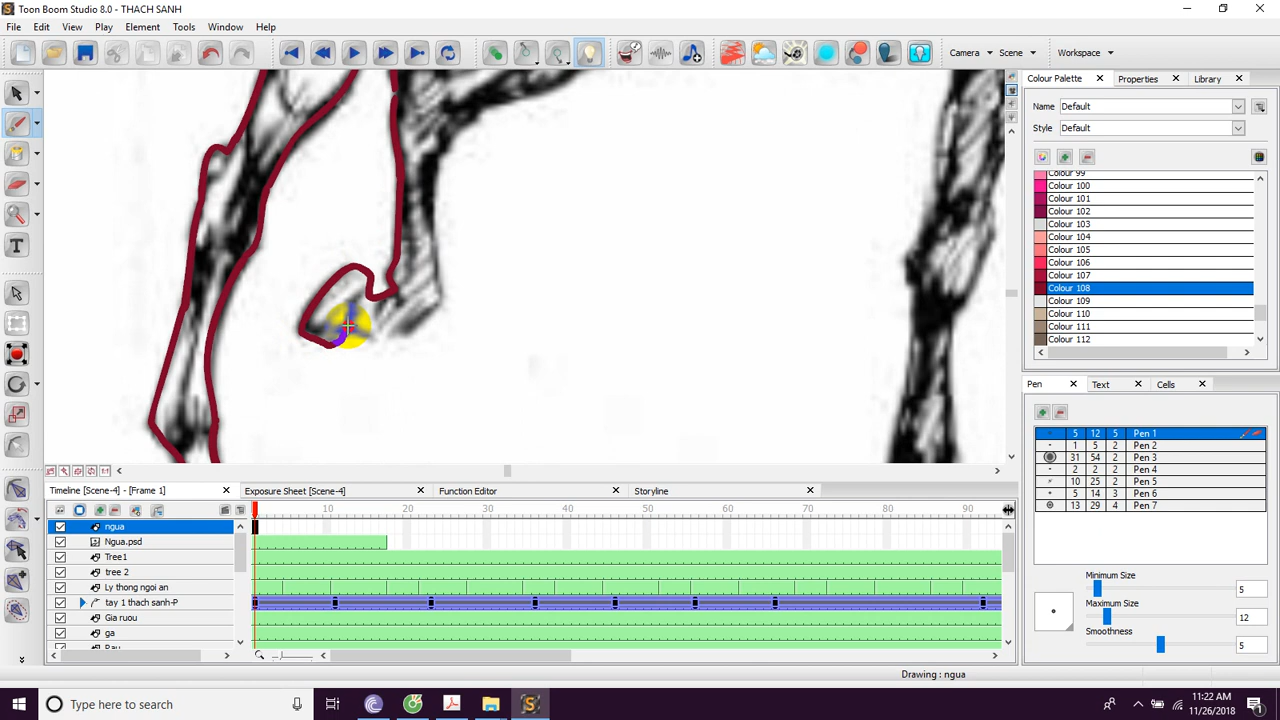 Toon Boom Studio 8.0 - THACH SANH
File Edit View Play Element Tools Window Help
Camera Scene Workspace
Colour Palette Properties Library
Name Default
Style Default
Colour 99
Colour 100
Colour 101
Colour 102
Colour 103
Colour 104
Colour 105
Colour 106
Colour 107
Colour 108
Colour 109
Colour 110
Colour 111
Colour 112
Pen Text Cells
5 12 5 Pen 1
1 5 2 Pen 2
31 54 2 Pen 3
2 2 2 Pen 4
10 25 2 Pen 5
5 14 3 Pen 6
13 29 4 Pen 7
Minimum Size
5
Maximum Size
12
Smoothness
5
Timeline [Scene-4] - [Frame 1] Exposure Sheet [Scene-4] Function Editor Storyline
10 20 30 40 50 60 70 80 90
ngua
Ngua.psd
Tree1
tree 2
Ly thong ngoi an
tay 1 thach sanh-P
Gia ruou
ga
Drawing : ngua
Type here to search
11:22 AM
11/26/2018